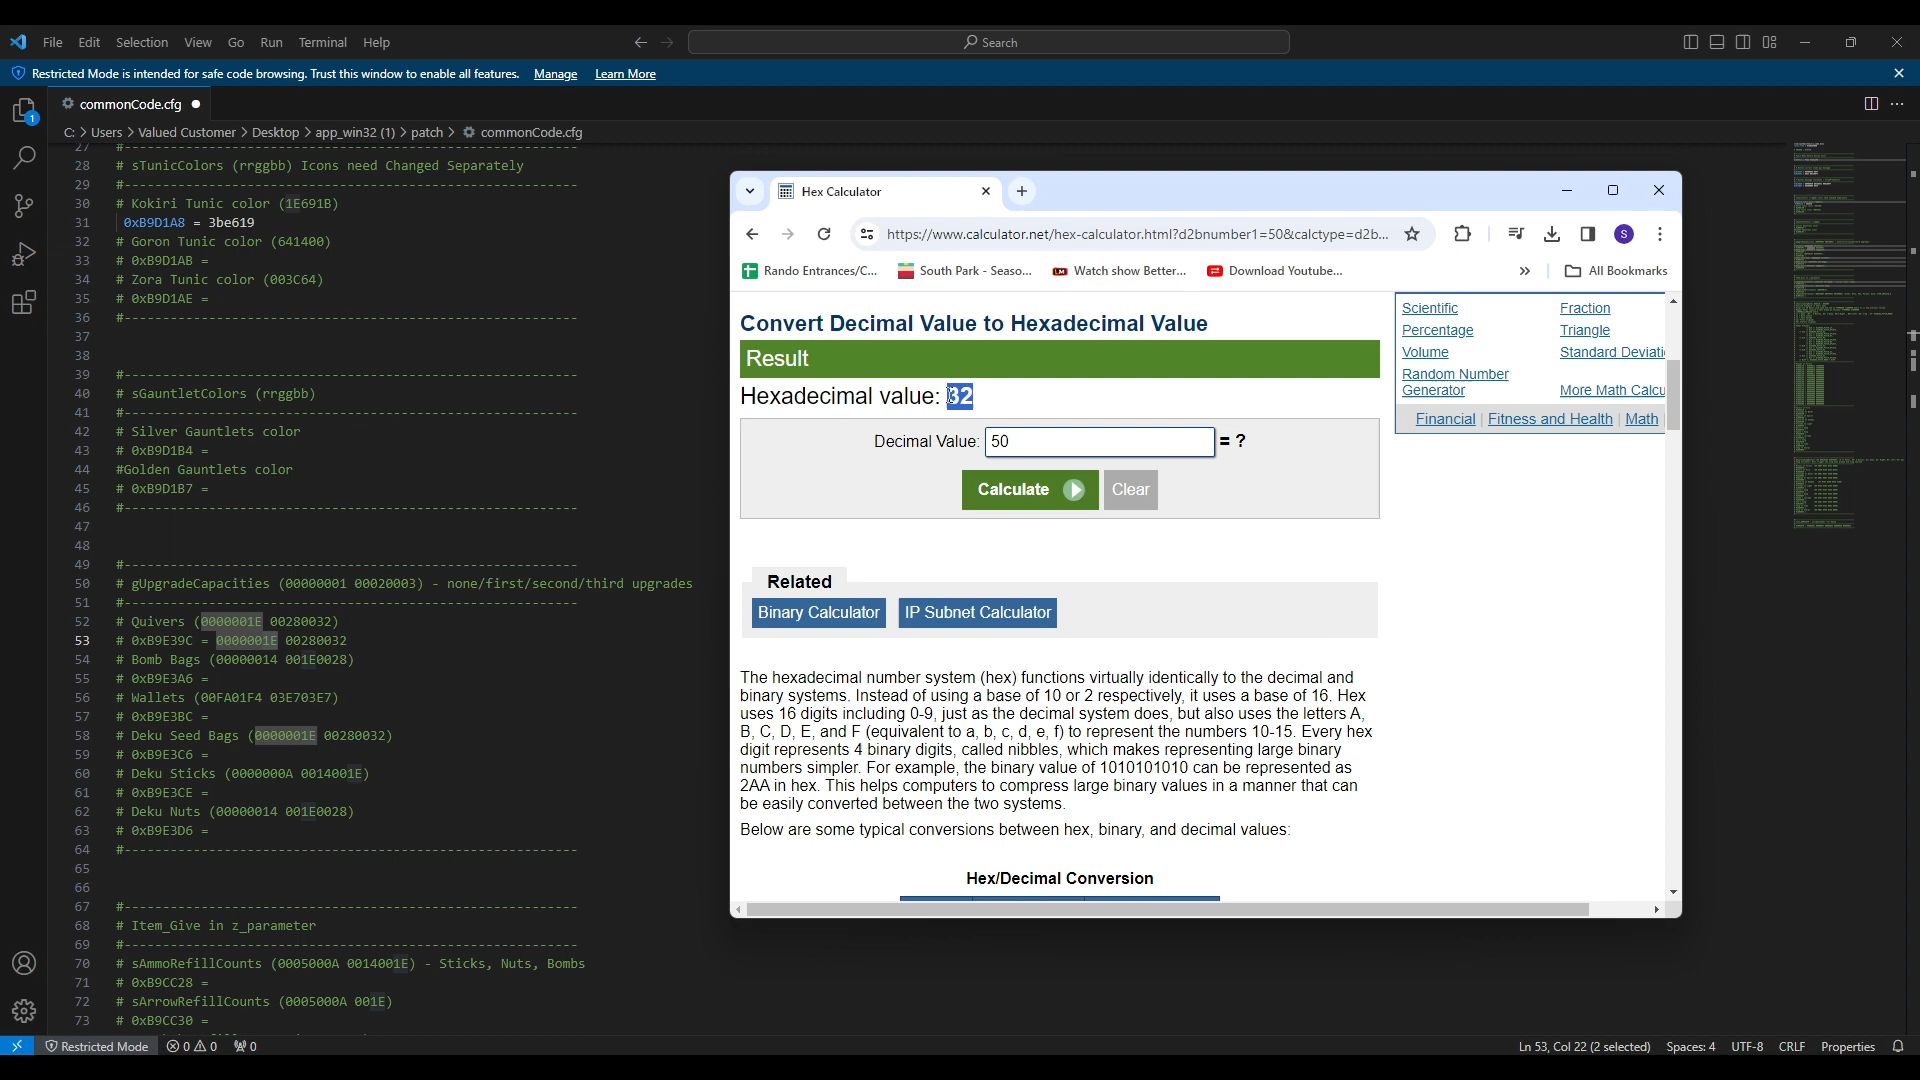 File Edit Selection View Go Run Terminal Help
Search
Restricted Mode is intended for safe code browsing. Trust this window to enable all features. Manage Learn More
commonCode.cfg
C: > Users > Valued Customer > Desktop > app_win32 (1) > patch > commonCode.cfg
27 #------------------------------------------------------------
28 # sTunicColors (rrggbb) Icons need Changed Separately
29 #------------------------------------------------------------
30 # Kokiri Tunic color (1E691B)
31 0xB9D1A8 = 3be619
32 # Goron Tunic color (641400)
33 # 0xB9D1AB =
34 # Zora Tunic color (003C64)
35 # 0xB9D1AE =
36 #------------------------------------------------------------
37
38
39 #------------------------------------------------------------
40 # sGauntletColors (rrggbb)
41 #------------------------------------------------------------
42 # Silver Gauntlets color
43 # 0xB9D1B4 =
44 #Golden Gauntlets color
45 # 0xB9D1B7 =
46 #------------------------------------------------------------
47
48
49 #------------------------------------------------------------
50 # gUpgradeCapacities (00000001 00020003) - none/first/second/third upgrades
51 #------------------------------------------------------------
52 # Quivers (0000001E 00280032)
53 # 0xB9E39C = 0000001E 00280032
54 # Bomb Bags (00000014 001E0028)
55 # 0xB9E3A6 =
56 # Wallets (00FA01F4 03E703E7)
57 # 0xB9E3BC =
58 # Deku Seed Bags (0000001E 00280032)
59 # 0xB9E3C6 =
60 # Deku Sticks (0000000A 0014001E)
61 # 0xB9E3CE =
62 # Deku Nuts (00000014 001E0028)
63 # 0xB9E3D6 =
64 #------------------------------------------------------------
65
66
67 #------------------------------------------------------------
68 # Item_Give in z_parameter
69 #------------------------------------------------------------
70 # sAmmoRefillCounts (0005000A 0014001E) - Sticks, Nuts, Bombs
71 # 0xB9CC28 =
72 # sArrowRefillCounts (0005000A 001E)
73 # 0xB9CC30 =
Hex Calculator
https://www.calculator.net/hex-calculator.html?d2bnumber1=50&calctype=d2b...
S
Rando Entrances/C... South Park - Seaso... LM Watch show Better... Download Youtube... » All Bookmarks
Convert Decimal Value to Hexadecimal Value
Result
Hexadecimal value: 32
Decimal Value: 50 = ?
Calculate Clear
Related
Binary Calculator IP Subnet Calculator
The hexadecimal number system (hex) functions virtually identically to the decimal and
binary systems. Instead of using a base of 10 or 2 respectively, it uses a base of 16. Hex
uses 16 digits including 0-9, just as the decimal system does, but also uses the letters A,
B, C, D, E, and F (equivalent to a, b, c, d, e, f) to represent the numbers 10-15. Every hex
digit represents 4 binary digits, called nibbles, which makes representing large binary
numbers simpler. For example, the binary value of 1010101010 can be represented as
2AA in hex. This helps computers to compress large binary values in a manner that can
be easily converted between the two systems.
Below are some typical conversions between hex, binary, and decimal values:
Hex/Decimal Conversion
Scientific Fraction
Percentage Triangle
Volume Standard Deviati
Random Number
Generator More Math Calcu
Financial | Fitness and Health | Math
1
Restricted Mode 0 0 0
Ln 53, Col 22 (2 selected) Spaces: 4 UTF-8 CRLF Properties